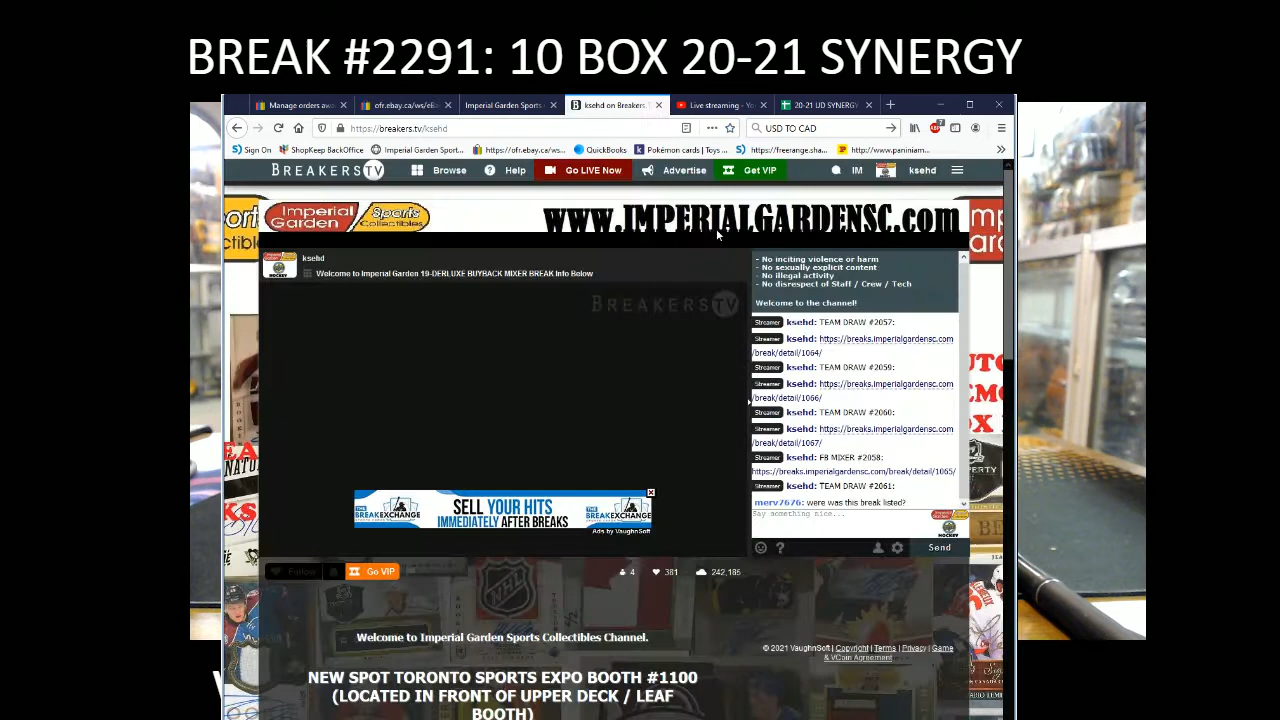 BREAK #2291: 10 BOX 20-21 SYNERGY
Manage orders awa
ofr.ebay.ca/ws/eBa
Imperial Garden Sports
ksehd on Breakers.T
Live streaming - Yo
20-21 UD SYNERGY
https://breakers.tv/ksehd
USD TO CAD
Sign On
ShopKeep BackOffice
Imperial Garden Sport...
https://ofr.ebay.ca/ws...
QuickBooks
Pokémon cards | Toys ...
https://freerange.sha...
http://www.paniniam...
BREAKERS TV
Browse
Help
Go LIVE Now
Advertise
Get VIP
IM
ksehd
Imperial Garden Sports Collectibles
www.IMPERIALGARDENSC.com
ksehd
Welcome to Imperial Garden 19-DERLUXE BUYBACK MIXER BREAK Info Below
BREAKERS TV
- No inciting violence or harm
- No sexually explicit content
- No illegal activity
- No disrespect of Staff / Crew / Tech
Welcome to the channel!
Streamer ksehd: TEAM DRAW #2057:
Streamer ksehd: https://breaks.imperialgardensc.com
/break/detail/1064/
Streamer ksehd: TEAM DRAW #2059:
Streamer ksehd: https://breaks.imperialgardensc.com
/break/detail/1066/
Streamer ksehd: TEAM DRAW #2060:
Streamer ksehd: https://breaks.imperialgardensc.com
/break/detail/1067/
Streamer ksehd: FB MIXER #2058:
https://breaks.imperialgardensc.com/break/detail/1065/
Streamer ksehd: TEAM DRAW #2061:
merv7676: were was this break listed?
Say something nice...
Send
THE BREAKEXCHANGE
SELL YOUR HITS
IMMEDIATELY AFTER BREAKS
THE BREAKEXCHANGE
Ads by VaughnSoft
Follow
Go VIP
4
381
242,185
Welcome to Imperial Garden Sports Collectibles Channel.
© 2021 VaughnSoft | Copyright | Terms | Privacy | Game
& VCoin Agreement
NEW SPOT TORONTO SPORTS EXPO BOOTH #1100
(LOCATED IN FRONT OF UPPER DECK / LEAF
BOOTH)